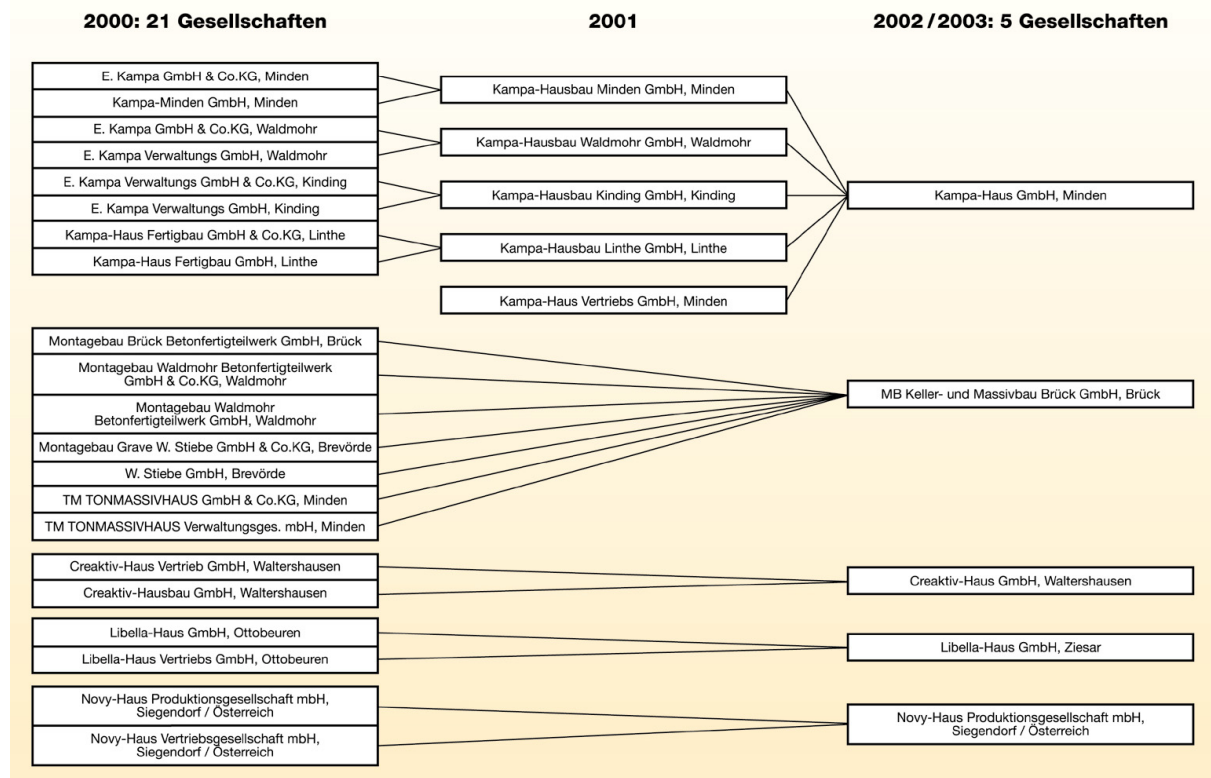 2000: 21 Gesellschaften
2001
2002/2003: 5 Gesellschaften
E. Kampa GmbH & Co.KG, Minden
Kampa-Minden GmbH, Minden
E. Kampa GmbH & Co.KG, Waldmohr
E. Kampa Verwaltungs GmbH, Waldmohr
E. Kampa Verwaltungs GmbH & Co.KG, Kinding
E. Kampa Verwaltungs GmbH, Kinding
Kampa-Haus Fertigbau GmbH & Co.KG, Linthe
Kampa-Haus Fertigbau GmbH, Linthe
Kampa-Hausbau Minden GmbH, Minden
Kampa-Hausbau Waldmohr GmbH, Waldmohr
Kampa-Hausbau Kinding GmbH, Kinding
Kampa-Hausbau Linthe GmbH, Linthe
Kampa-Haus Vertriebs GmbH, Minden
Kampa-Haus GmbH, Minden
Montagebau Brück Betonfertigteilwerk GmbH, Brück
Montagebau Waldmohr Betonfertigteilwerk
GmbH & Co.KG, Waldmohr
Montagebau Waldmohr
Betonfertigteilwerk GmbH, Waldmohr
Montagebau Grave W. Stiebe GmbH & Co.KG, Brevörde
W. Stiebe GmbH, Brevörde
TM TONMASSIVHAUS GmbH & Co.KG, Minden
TM TONMASSIVHAUS Verwaltungsges. mbH, Minden
MB Keller- und Massivbau Brück GmbH, Brück
Creaktiv-Haus Vertrieb GmbH, Waltershausen
Creaktiv-Hausbau GmbH, Waltershausen
Creaktiv-Haus GmbH, Waltershausen
Libella-Haus GmbH, Ottobeuren
Libella-Haus Vertriebs GmbH, Ottobeuren
Libella-Haus GmbH, Ziesar
Novy-Haus Produktionsgesellschaft mbH,
Siegendorf / Österreich
Novy-Haus Vertriebsgesellschaft mbH,
Siegendorf / Österreich
Novy-Haus Produktionsgesellschaft mbH,
Siegendorf / Österreich